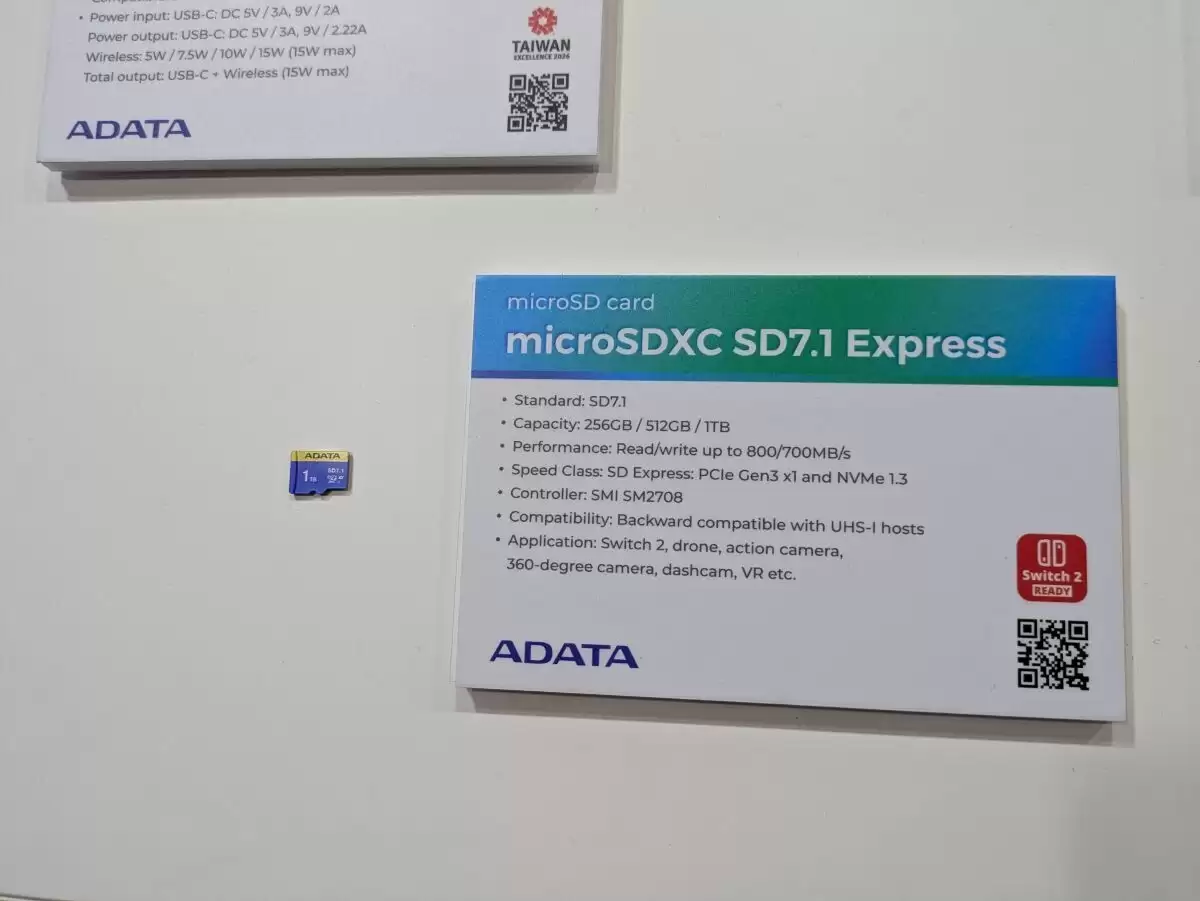 • Power input: USB-C: DC 5V / 3A, 9V / 2A
Power output: USB-C: DC 5V / 3A, 9V / 2.22A
Wireless: 5W / 7.5W / 10W / 15W (15W max)
Total output: USB-C + Wireless (15W max)
TAIWAN
EXCELLENCE 2026
ADATA
microSD card
microSDXC SD7.1 Express
• Standard: SD7.1
• Capacity: 256GB / 512GB / 1TB
• Performance: Read/write up to 800/700MB/s
• Speed Class: SD Express: PCIe Gen3 x1 and NVMe 1.3
• Controller: SMI SM2708
• Compatibility: Backward compatible with UHS-I hosts
• Application: Switch 2, drone, action camera,
360-degree camera, dashcam, VR etc.
Switch 2
READY
ADATA
ADATA
SD7.1
1TB